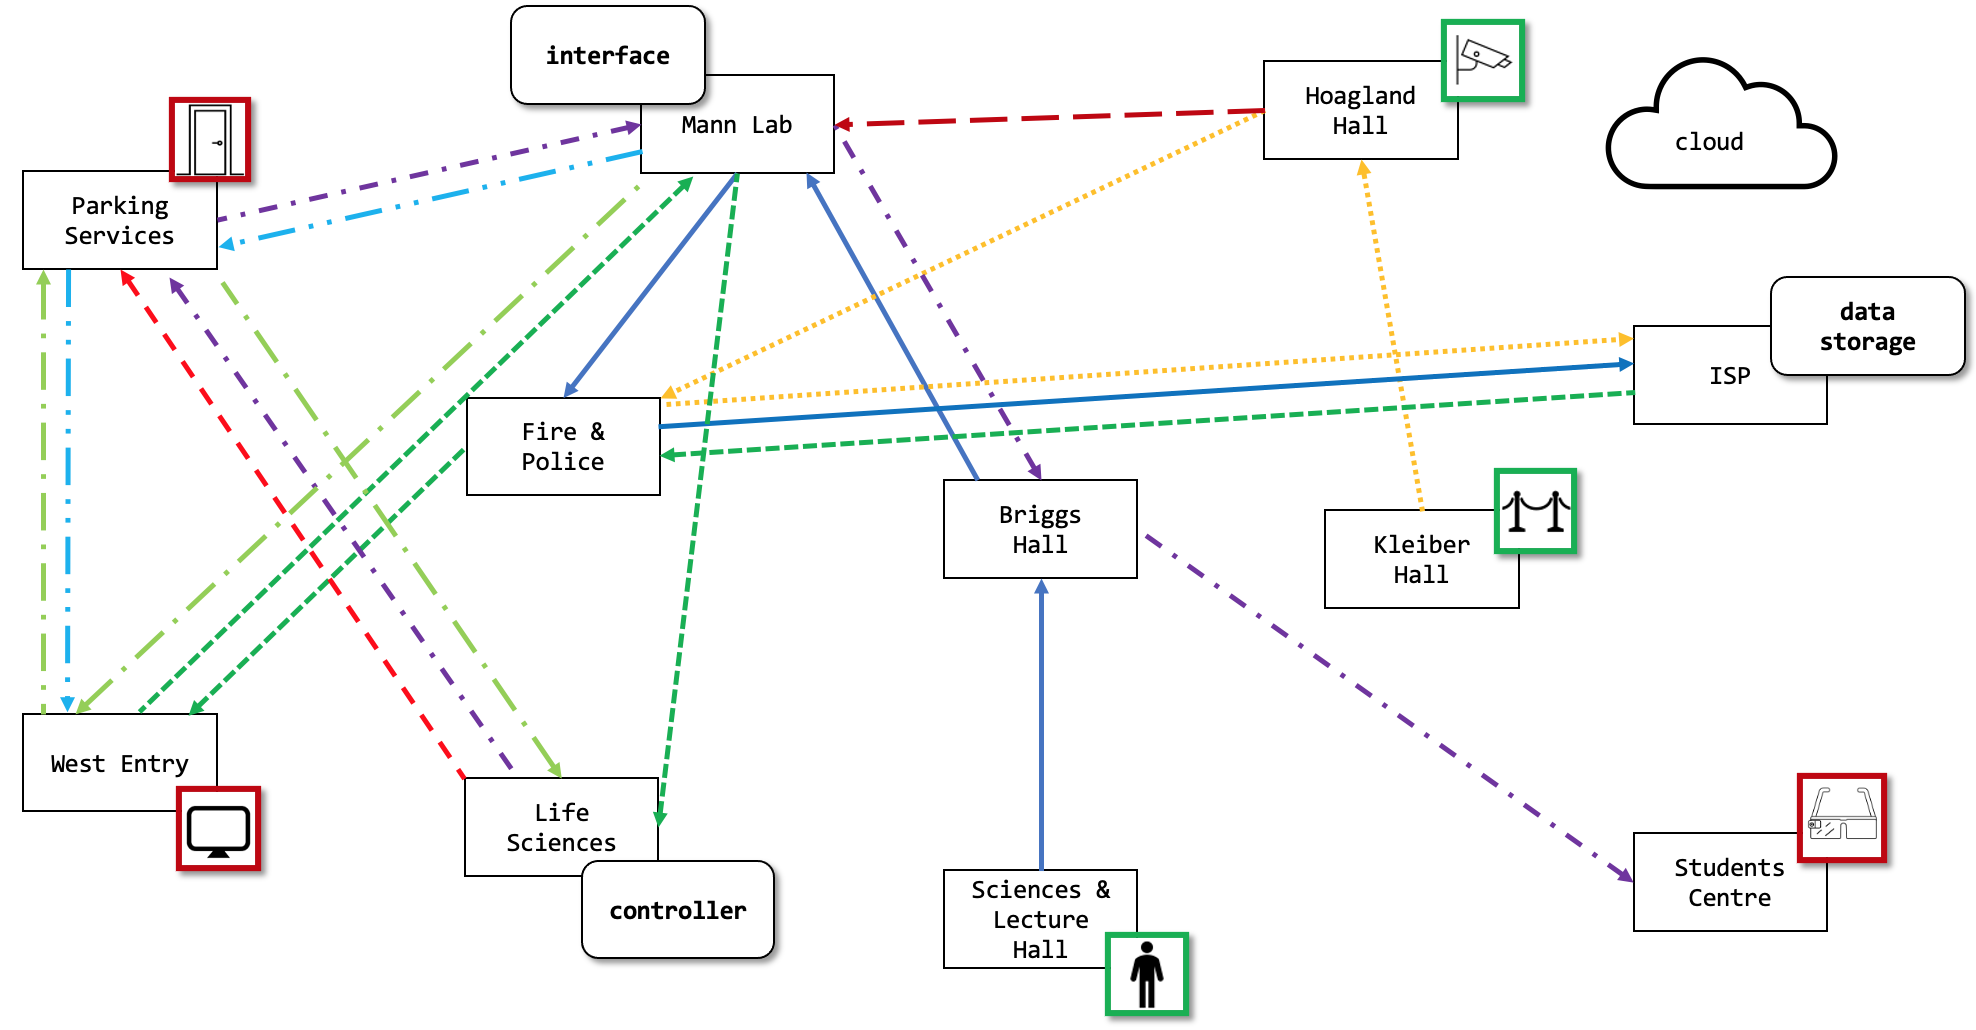 interface
Mann Lab
Hoagland
Hall
cloud
Parking
Services
data
storage
ISP
Fire &
Police
Briggs
Hall
Kleiber
Hall
West Entry
Life
Sciences
controller
Sciences &
Lecture
Hall
Students
Centre